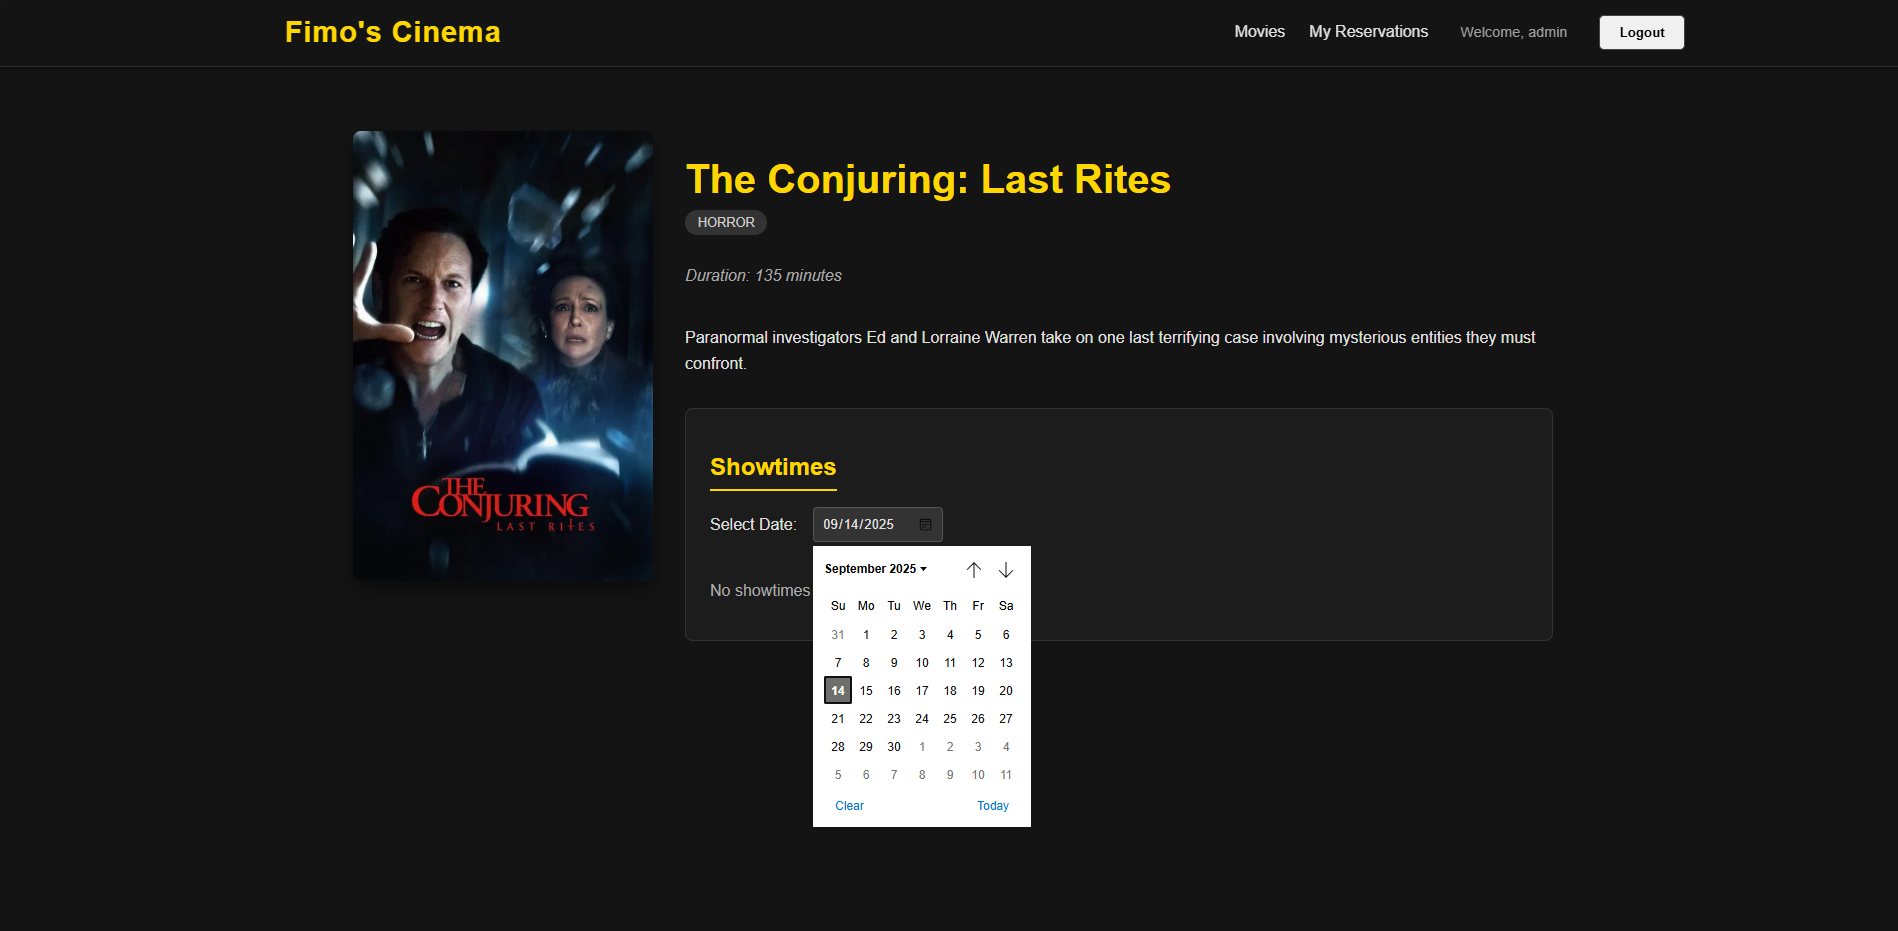 Fimo's Cinema
Movies
My Reservations
Welcome, admin
Logout
THE
CONJURING
LAST RITES
The Conjuring: Last Rites
HORROR
Duration: 135 minutes
Paranormal investigators Ed and Lorraine Warren take on one last terrifying case involving mysterious entities they must
confront.
Showtimes
Select Date: 09/14/2025
No showtimes
September 2025
Su Mo Tu We Th Fr Sa
31 1 2 3 4 5 6
7 8 9 10 11 12 13
14 15 16 17 18 19 20
21 22 23 24 25 26 27
28 29 30 1 2 3 4
5 6 7 8 9 10 11
Clear Today